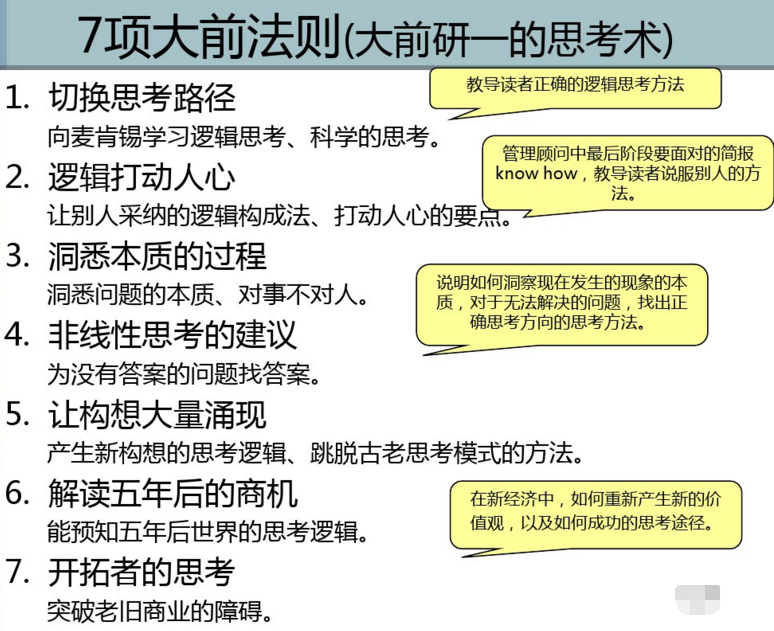 7项大前法则(大前研一的思考术)
1. 切换思考路径
教导读者正确的逻辑思考方法
向麦肯锡学习逻辑思考、科学的思考。
2. 逻辑打动人心
管理顾问中最后阶段要面对的简报
know how，教导读者说服别人的方
法。
让别人采纳的逻辑构成法、打动人心的要点。
3. 洞悉本质的过程
洞悉问题的本质、对事不对人。
说明如何洞察现在发生的现象的本
质，对于无法解决的问题，找出正
确思考方向的思考方法。
4. 非线性思考的建议
为没有答案的问题找答案。
5. 让构想大量涌现
产生新构想的思考逻辑、跳脱古老思考模式的方法。
6. 解读五年后的商机
在新经济中，如何重新产生新的价
值观，以及如何成功的思考途径。
能预知五年后世界的思考逻辑。
7. 开拓者的思考
突破老旧商业的障碍。